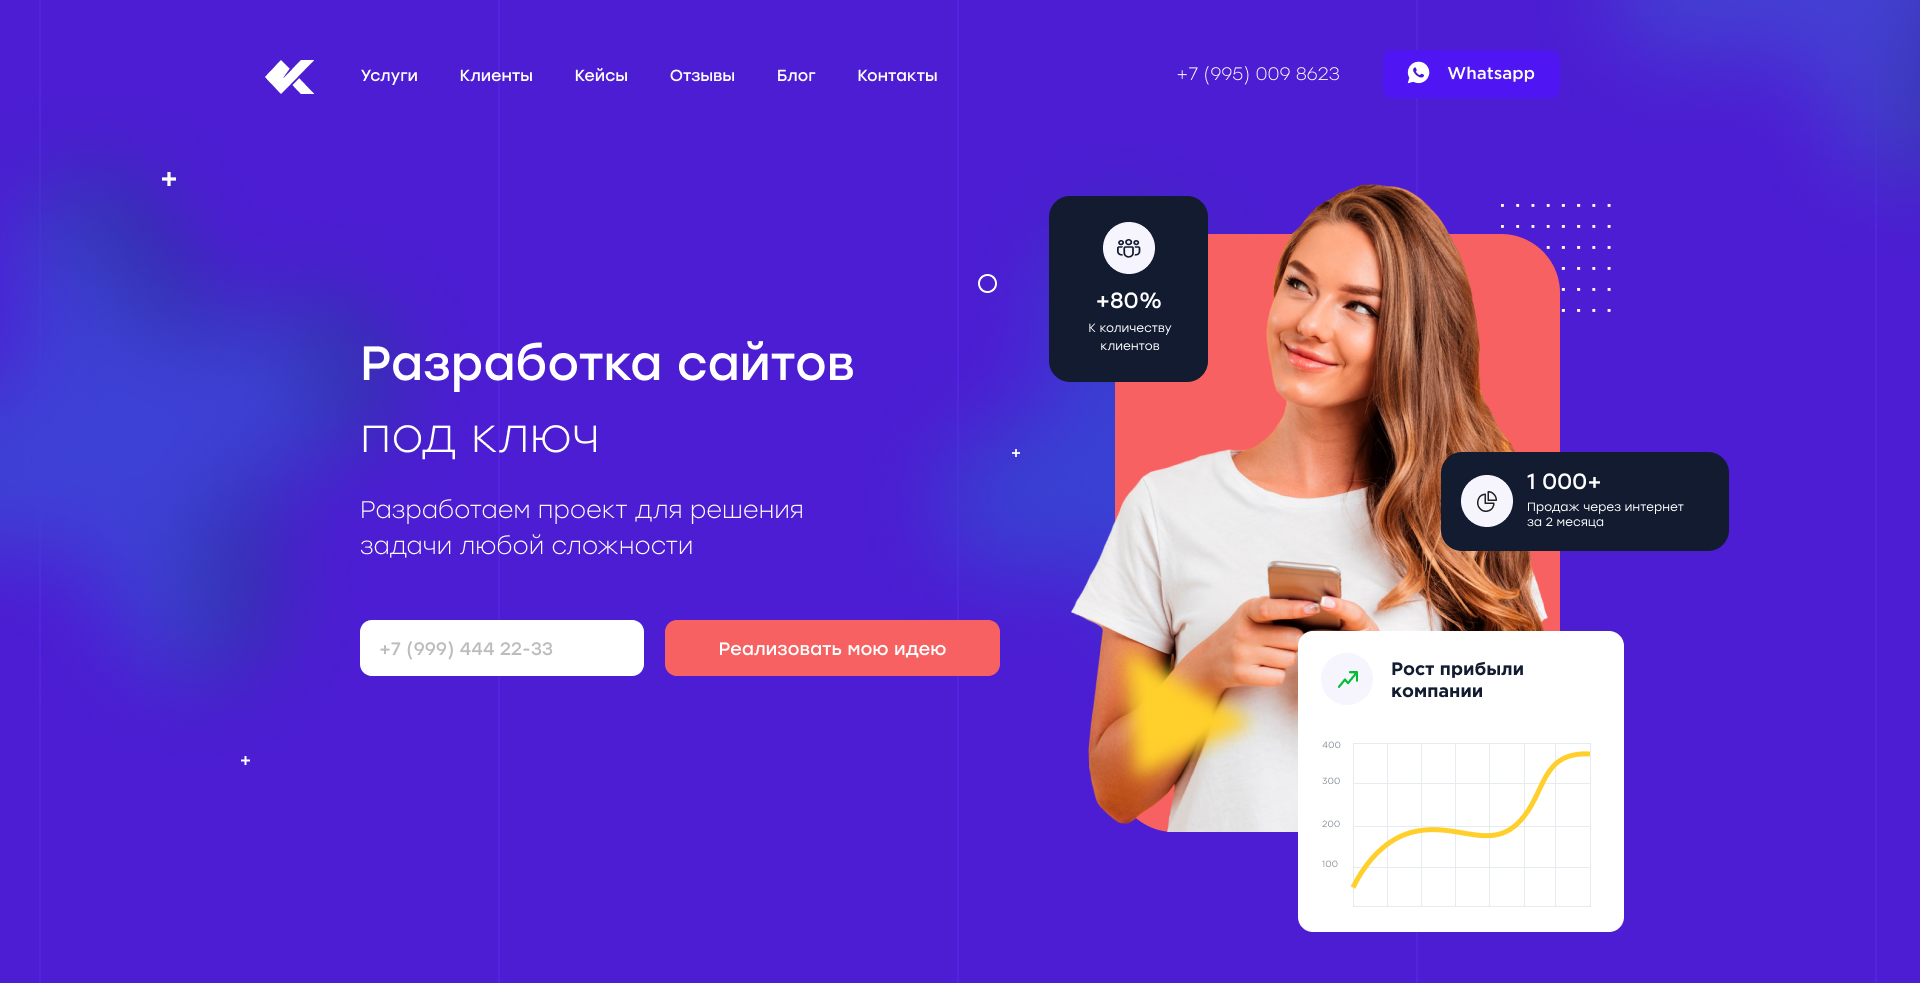 Услуги
Клиенты
Кейсы
Отзывы
Блог
Контакты
+7 (995) 009 8623
Whatsapp
Разработка сайтов
под ключ
Разработаем проект для решения
задачи любой сложности
+7 (999) 444 22-33
Реализовать мою идею
+80%
К количеству
клиентов
1 000+
Продаж через интернет
за 2 месяца
Рост прибыли
компании
400
300
200
100